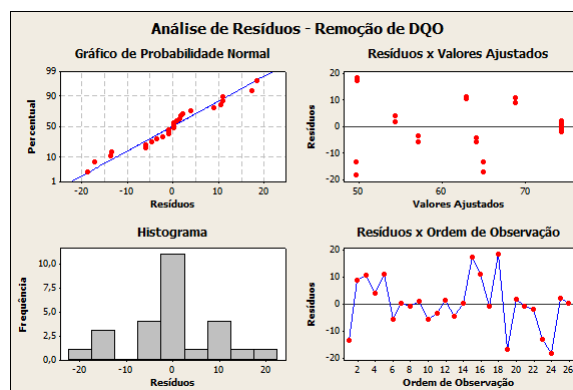 Análise de Resíduos - Remoção de DQO
Gráfico de Probabilidade Normal
99
90
50
10
1
Percentual
-20 -10 0 10 20
Resíduos
Resíduos x Valores Ajustados
20
10
0
-10
-20
Resíduos
50 55 60 65 70
Valores Ajustados
Histograma
10,0
7,5
5,0
2,5
0,0
Frequência
-20 -10 0 10 20
Resíduos
Resíduos x Ordem de Observação
20
10
0
-10
-20
Resíduos
2 4 6 8 10 12 14 16 18 20 22 24 26
Ordem de Observação